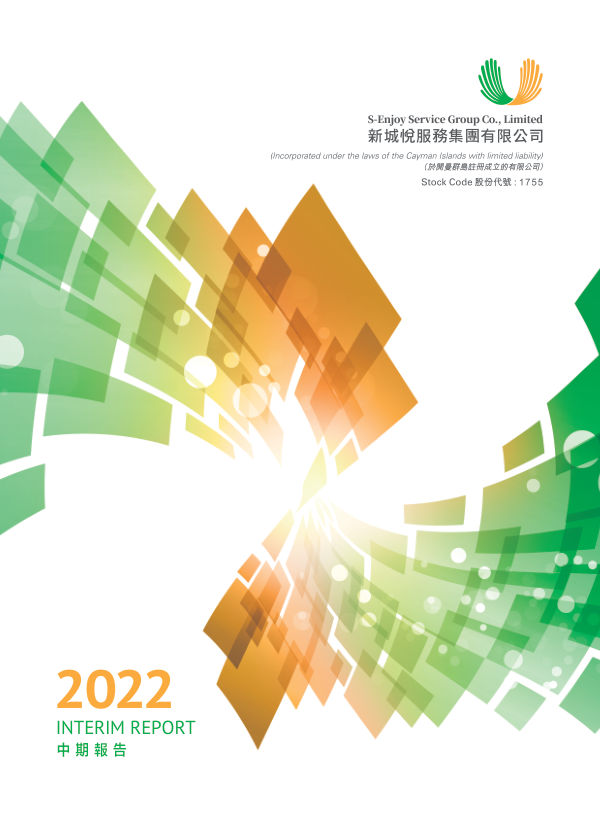 S-Enjoy Service Group Co., Limited
新城悅服務集團有限公司
(Incorporated under the laws of the Cayman Islands with limited liability)
（於開曼群島註冊成立的有限公司）
Stock Code 股份代號 : 1755
2022
INTERIM REPORT
中期報告